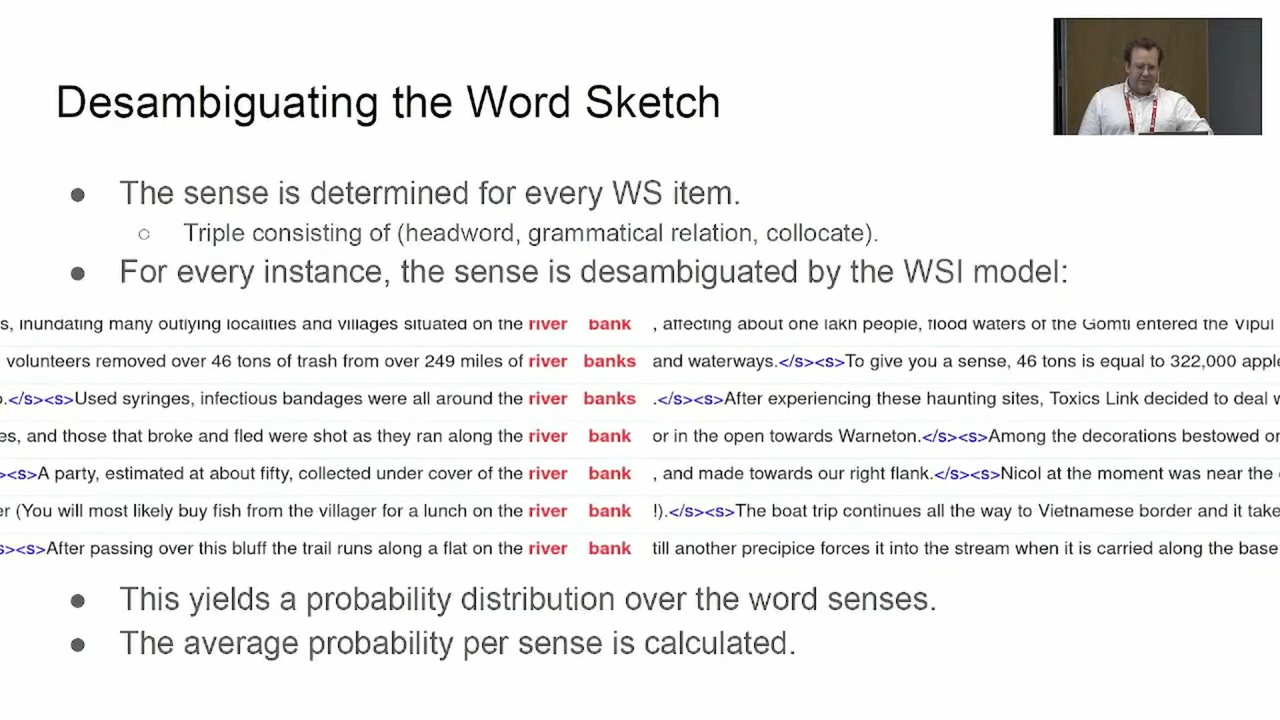 Desambiguating the Word Sketch
● The sense is determined for every WS item.
○ Triple consisting of (headword, grammatical relation, collocate).
● For every instance, the sense is desambiguated by the WSI model:
s, inundating many outlying localities and villages situated on the river bank , affecting about one lakh people, flood waters of the Gomti entered the Vipul
volunteers removed over 46 tons of trash from over 249 miles of river banks and waterways.</s><s>To give you a sense, 46 tons is equal to 322,000 apple
o.</s><s>Used syringes, infectious bandages were all around the river banks .</s><s>After experiencing these haunting sites, Toxics Link decided to deal w
es, and those that broke and fled were shot as they ran along the river bank or in the open towards Warneton.</s><s>Among the decorations bestowed on
><s>A party, estimated at about fifty, collected under cover of the river bank , and made towards our right flank.</s><s>Nicol at the moment was near the
er (You will most likely buy fish from the villager for a lunch on the river bank !).</s><s>The boat trip continues all the way to Vietnamese border and it take
s><s>After passing over this bluff the trail runs along a flat on the river bank till another precipice forces it into the stream when it is carried along the base
● This yields a probability distribution over the word senses.
● The average probability per sense is calculated.